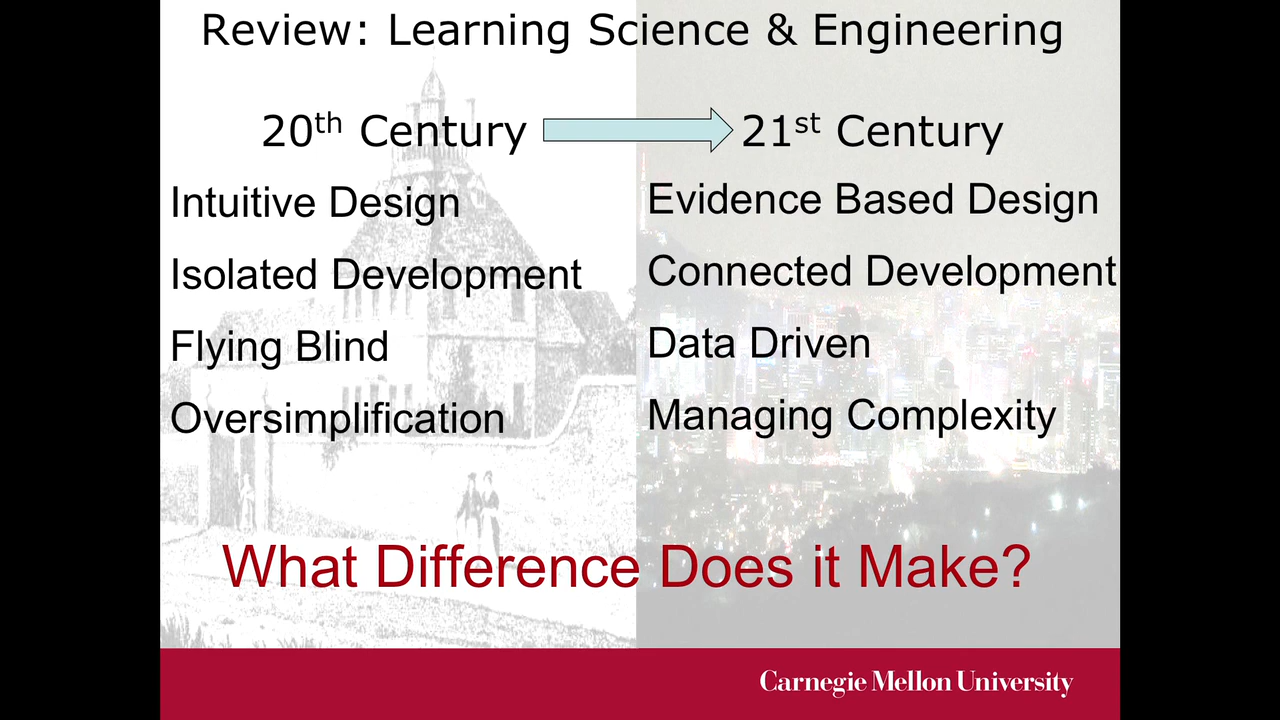 Review: Learning Science & Engineering
20th Century
21st Century
Intuitive Design
Isolated Development
Flying Blind
Oversimplification
Evidence Based Design
Connected Development
Data Driven
Managing Complexity
What Difference Does it Make?
Carnegie Mellon University